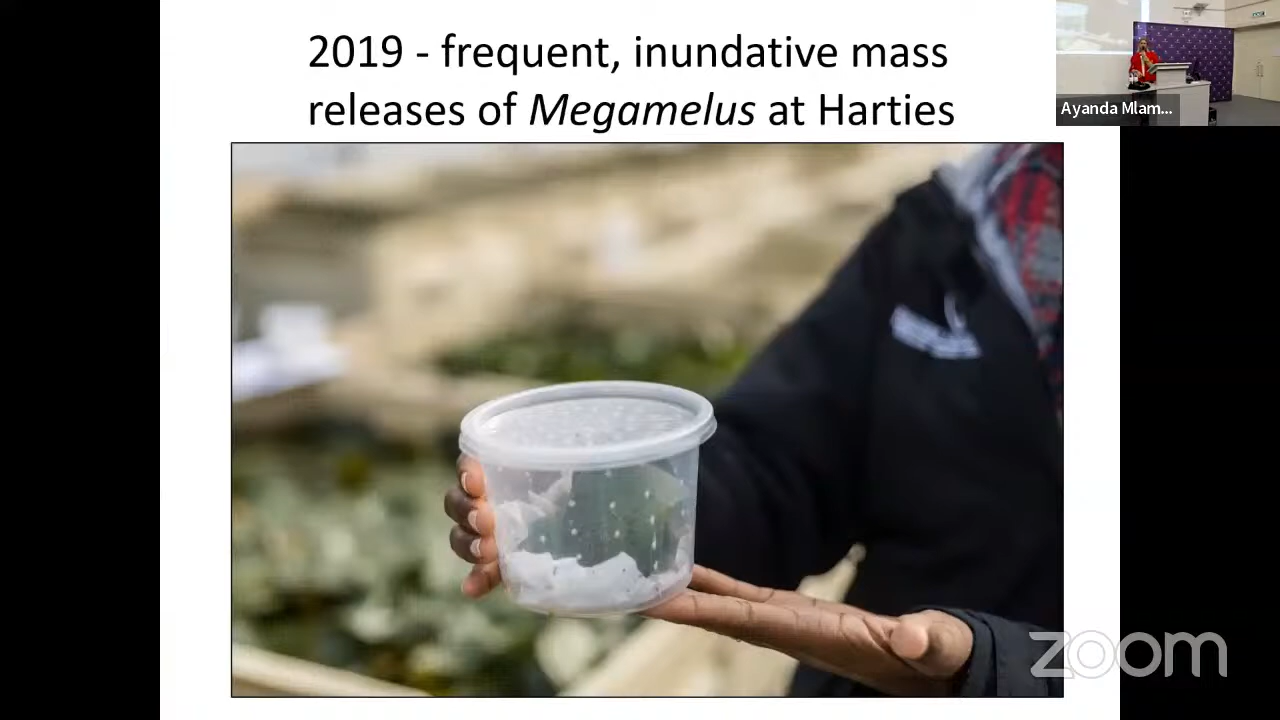 2019 - frequent, inundative mass
releases of Megamelus at Harties
Ayanda Mlam...
zoom